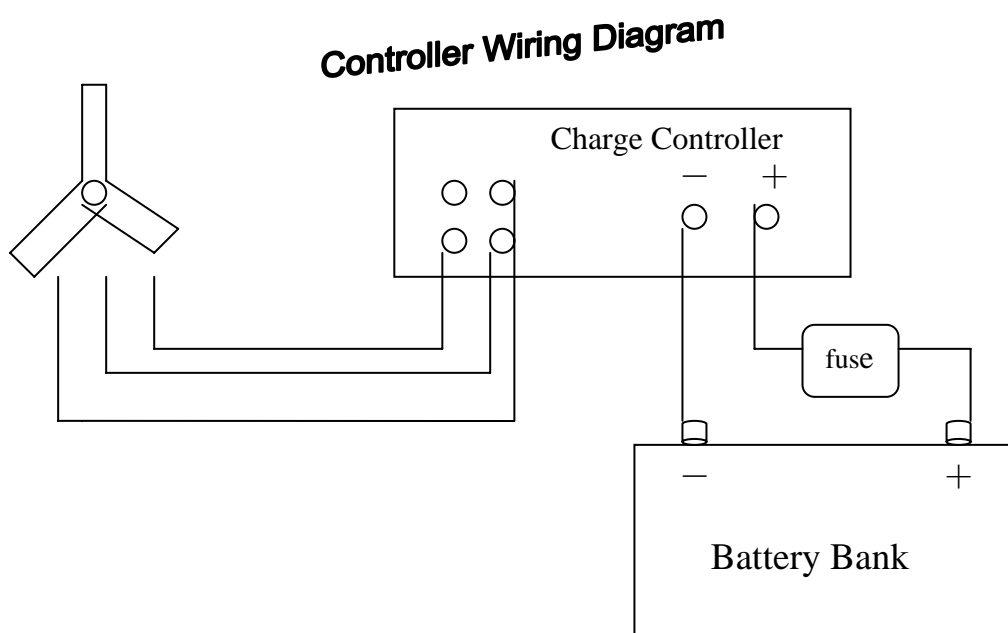 Controller Wiring Diagram
Charge Controller
− +
fuse
− +
Battery Bank